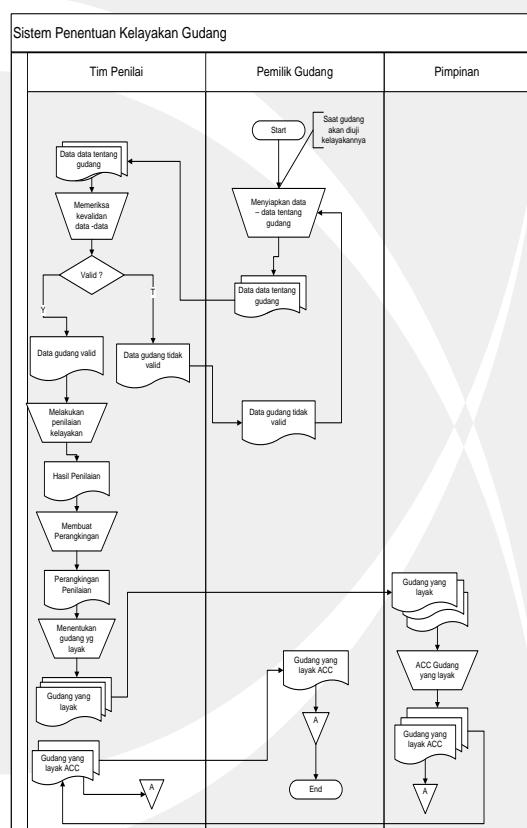 Sistem Penentuan Kelayakan Gudang
Tim Penilai
Pemilik Gudang
Pimpinan
Start
Saat gudang
akan diuji
kelayakannya
Data data tentang
gudang
Menyiapkan data
– data tentang
gudang
Memeriksa
kevalidan
data -data
Valid ?
Data data tentang
gudang
Y
T
Data gudang valid
Data gudang tidak
valid
Data gudang tidak
valid
Melakukan
penilaian
kelayakan
Hasil Penilaian
Membuat
Perangkingan
Perangkingan
Penilaian
Gudang yang
layak
Menentukan
gudang yg
layak
Gudang yang
layak ACC
ACC Gudang
yang layak
Gudang yang
layak
A
Gudang yang
layak ACC
Gudang yang
layak ACC
A
End
A